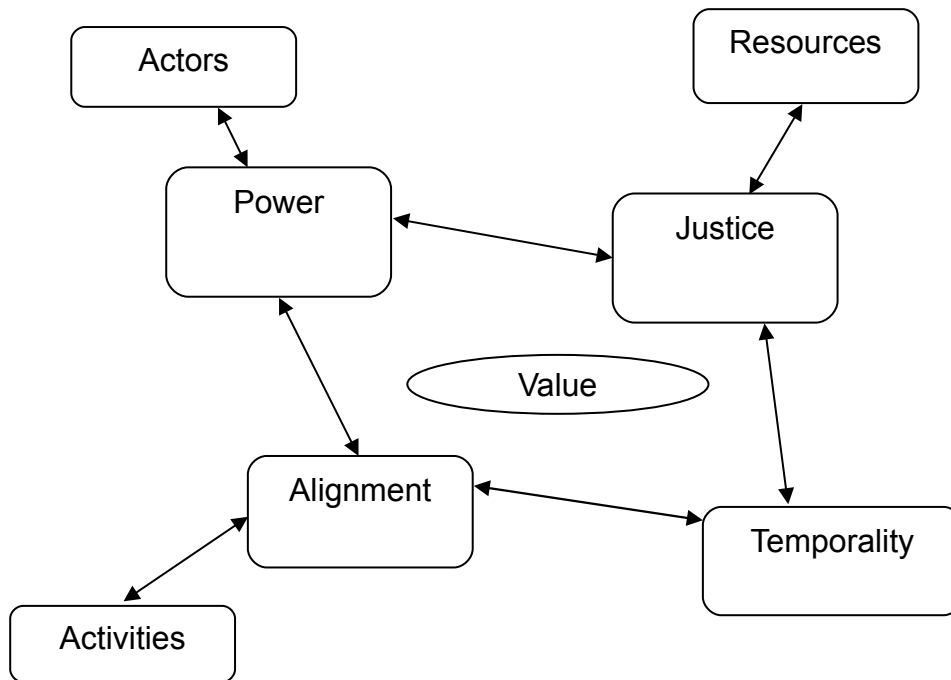 Resources
Actors
Power
Justice
Value
Alignment
Temporality
Activities